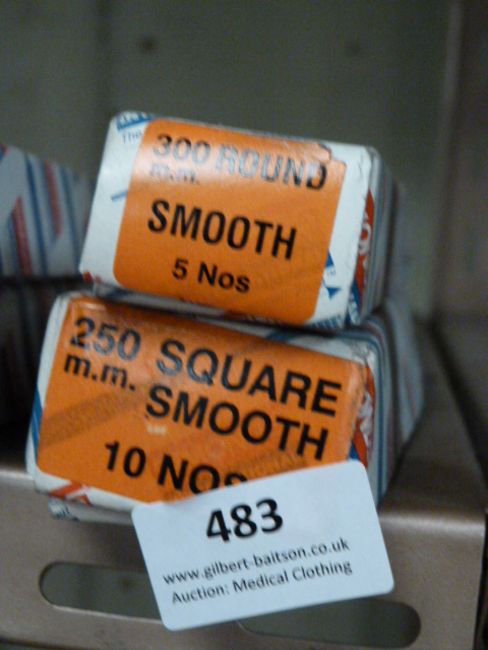 The
300 ROUND
m.m.
SMOOTH
5 Nos
250 SQUARE
m.m. SMOOTH
10 NOS
483
www.gilbert-baitson.co.uk
Auction: Medical Clothing